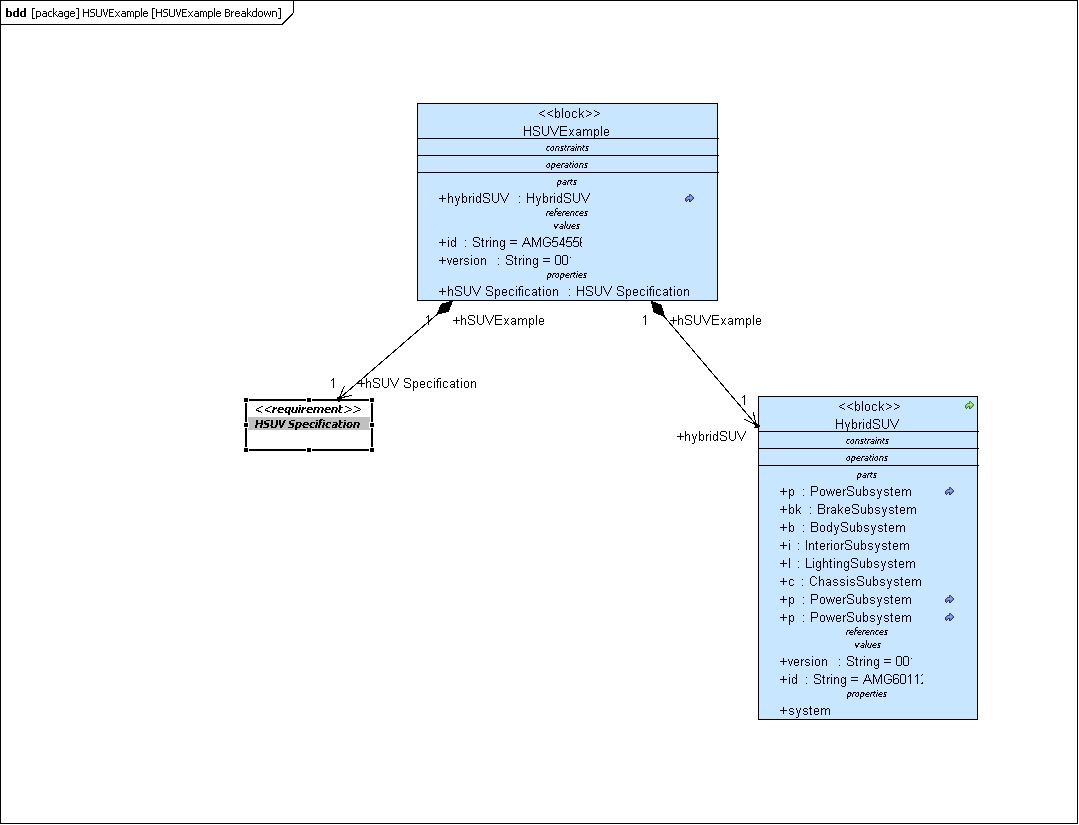 bdd [package] HSUVExample [HSUVExample Breakdown]
<<block>>
HSUVExample
constraints
operations
parts
+hybridSUV : HybridSUV
references
values
+id : String = AMG5455
+version : String = 00
properties
+hSUV Specification : HSUV Specification
1 +hSUVExample
1 +hSUVExample
1 +hSUV Specification
<<requirement>>
HSUV Specification
1
+hybridSUV
<<block>>
HybridSUV
constraints
operations
parts
+p : PowerSubsystem
+bk : BrakeSubsystem
+b : BodySubsystem
+i : InteriorSubsystem
+l : LightingSubsystem
+c : ChassisSubsystem
+p : PowerSubsystem
+p : PowerSubsystem
references
values
+version : String = 00
+id : String = AMG6011
properties
+system